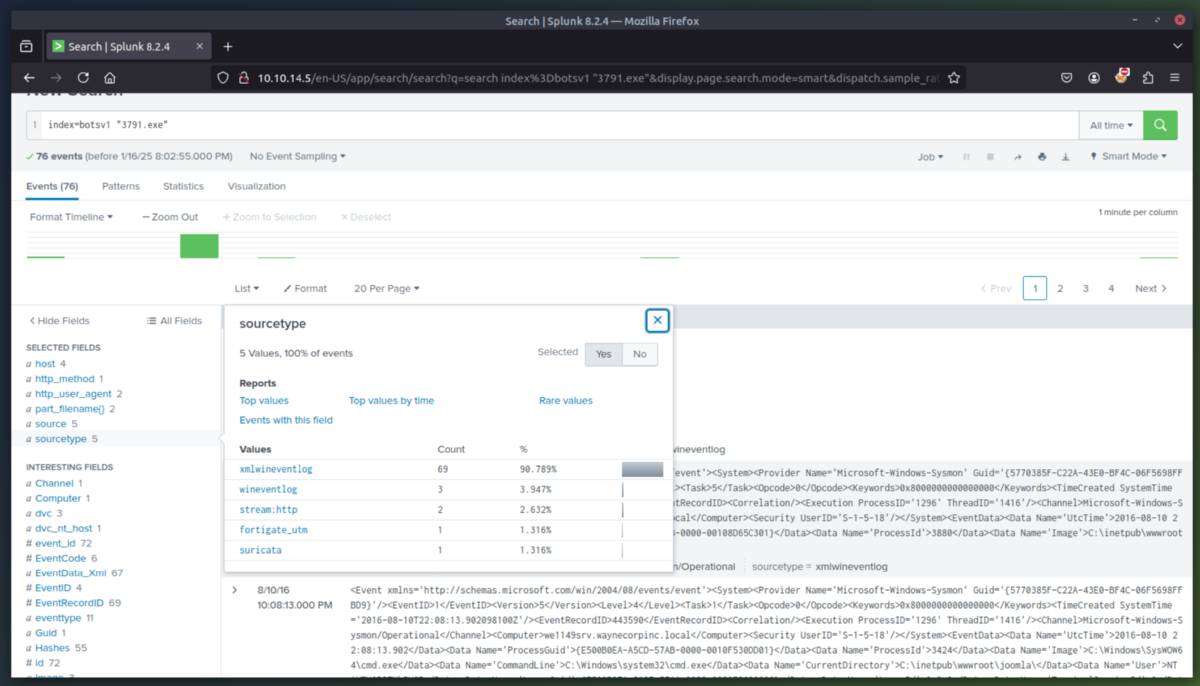 Search | Splunk 8.2.4 — Mozilla Firefox
Search | Splunk 8.2.4
10.10.14.5/en-US/app/search/search?q=search index%3Dbotsv1 "3791.exe"&display.page.search.mode=smart&dispatch.sample_ra
New Search
1 index=botsv1 "3791.exe"
All time
76 events (before 1/16/25 8:02:55.000 PM) No Event Sampling
Job Smart Mode
Events (76) Patterns Statistics Visualization
Format Timeline — Zoom Out + Zoom to Selection × Deselect
1 minute per column
List Format 20 Per Page
< Prev 1 2 3 4 Next >
< Hide Fields All Fields
SELECTED FIELDS
a host 4
a http_method 1
a http_user_agent 2
a part_filename{} 2
a source 5
a sourcetype 5
INTERESTING FIELDS
a Channel 1
a Computer 1
a dvc 3
a dvc_nt_host 1
# event_id 72
# EventCode 6
a EventData_Xml 67
# EventID 4
# EventRecordID 69
a eventtype 11
a Guid 1
a Hashes 55
# id 72
a Image 3
sourcetype
5 Values, 100% of events
Selected Yes No
Reports
Top values Top values by time Rare values
Events with this field
Values Count %
xmlwineventlog 69 90.789%
wineventlog 3 3.947%
stream:http 2 2.632%
fortigate_utm 1 1.316%
suricata 1 1.316%
wineventlog
/event'><System><Provider Name='Microsoft-Windows-Sysmon' Guid='{5770385F-C22A-43E0-BF4C-06F5698FF
><Task>5</Task><Opcode>0</Opcode><Keywords>0x8000000000000000</Keywords><TimeCreated SystemTime
ntRecordID><Correlation/><Execution ProcessID='1296' ThreadID='1416'/><Channel>Microsoft-Windows-S
cal</Computer><Security UserID='S-1-5-18'/></System><EventData><Data Name='UtcTime'>2016-08-10 2
-0000-00108D65C301}</Data><Data Name='ProcessId'>3880</Data><Data Name='Image'>C:\inetpub\wwwroot
n/Operational sourcetype = xmlwineventlog
> 8/10/16
10:08:13.000 PM
<Event xmlns='http://schemas.microsoft.com/win/2004/08/events/event'><System><Provider Name='Microsoft-Windows-Sysmon' Guid='{5770385F-C22A-43E0-BF4C-06F5698FF
BD9}'/><EventID>1</EventID><Version>5</Version><Level>4</Level><Task>1</Task><Opcode>0</Opcode><Keywords>0x8000000000000000</Keywords><TimeCreated SystemTime
='2016-08-10T22:08:13.902098100Z'/><EventRecordID>443590</EventRecordID><Correlation/><Execution ProcessID='1296' ThreadID='1416'/><Channel>Microsoft-Windows-S
ysmon/Operational</Channel><Computer>we1149srv.waynecorpinc.local</Computer><Security UserID='S-1-5-18'/></System><EventData><Data Name='UtcTime'>2016-08-10 2
2:08:13.902</Data><Data Name='ProcessGuid'>{E500B0EA-A5CD-57AB-0000-0010F530DD01}</Data><Data Name='ProcessId'>3424</Data><Data Name='Image'>C:\Windows\SysWOW6
4\cmd.exe</Data><Data Name='CommandLine'>C:\Windows\system32\cmd.exe</Data><Data Name='CurrentDirectory'>C:\inetpub\wwwroot\joomla\</Data><Data Name='User'>NT